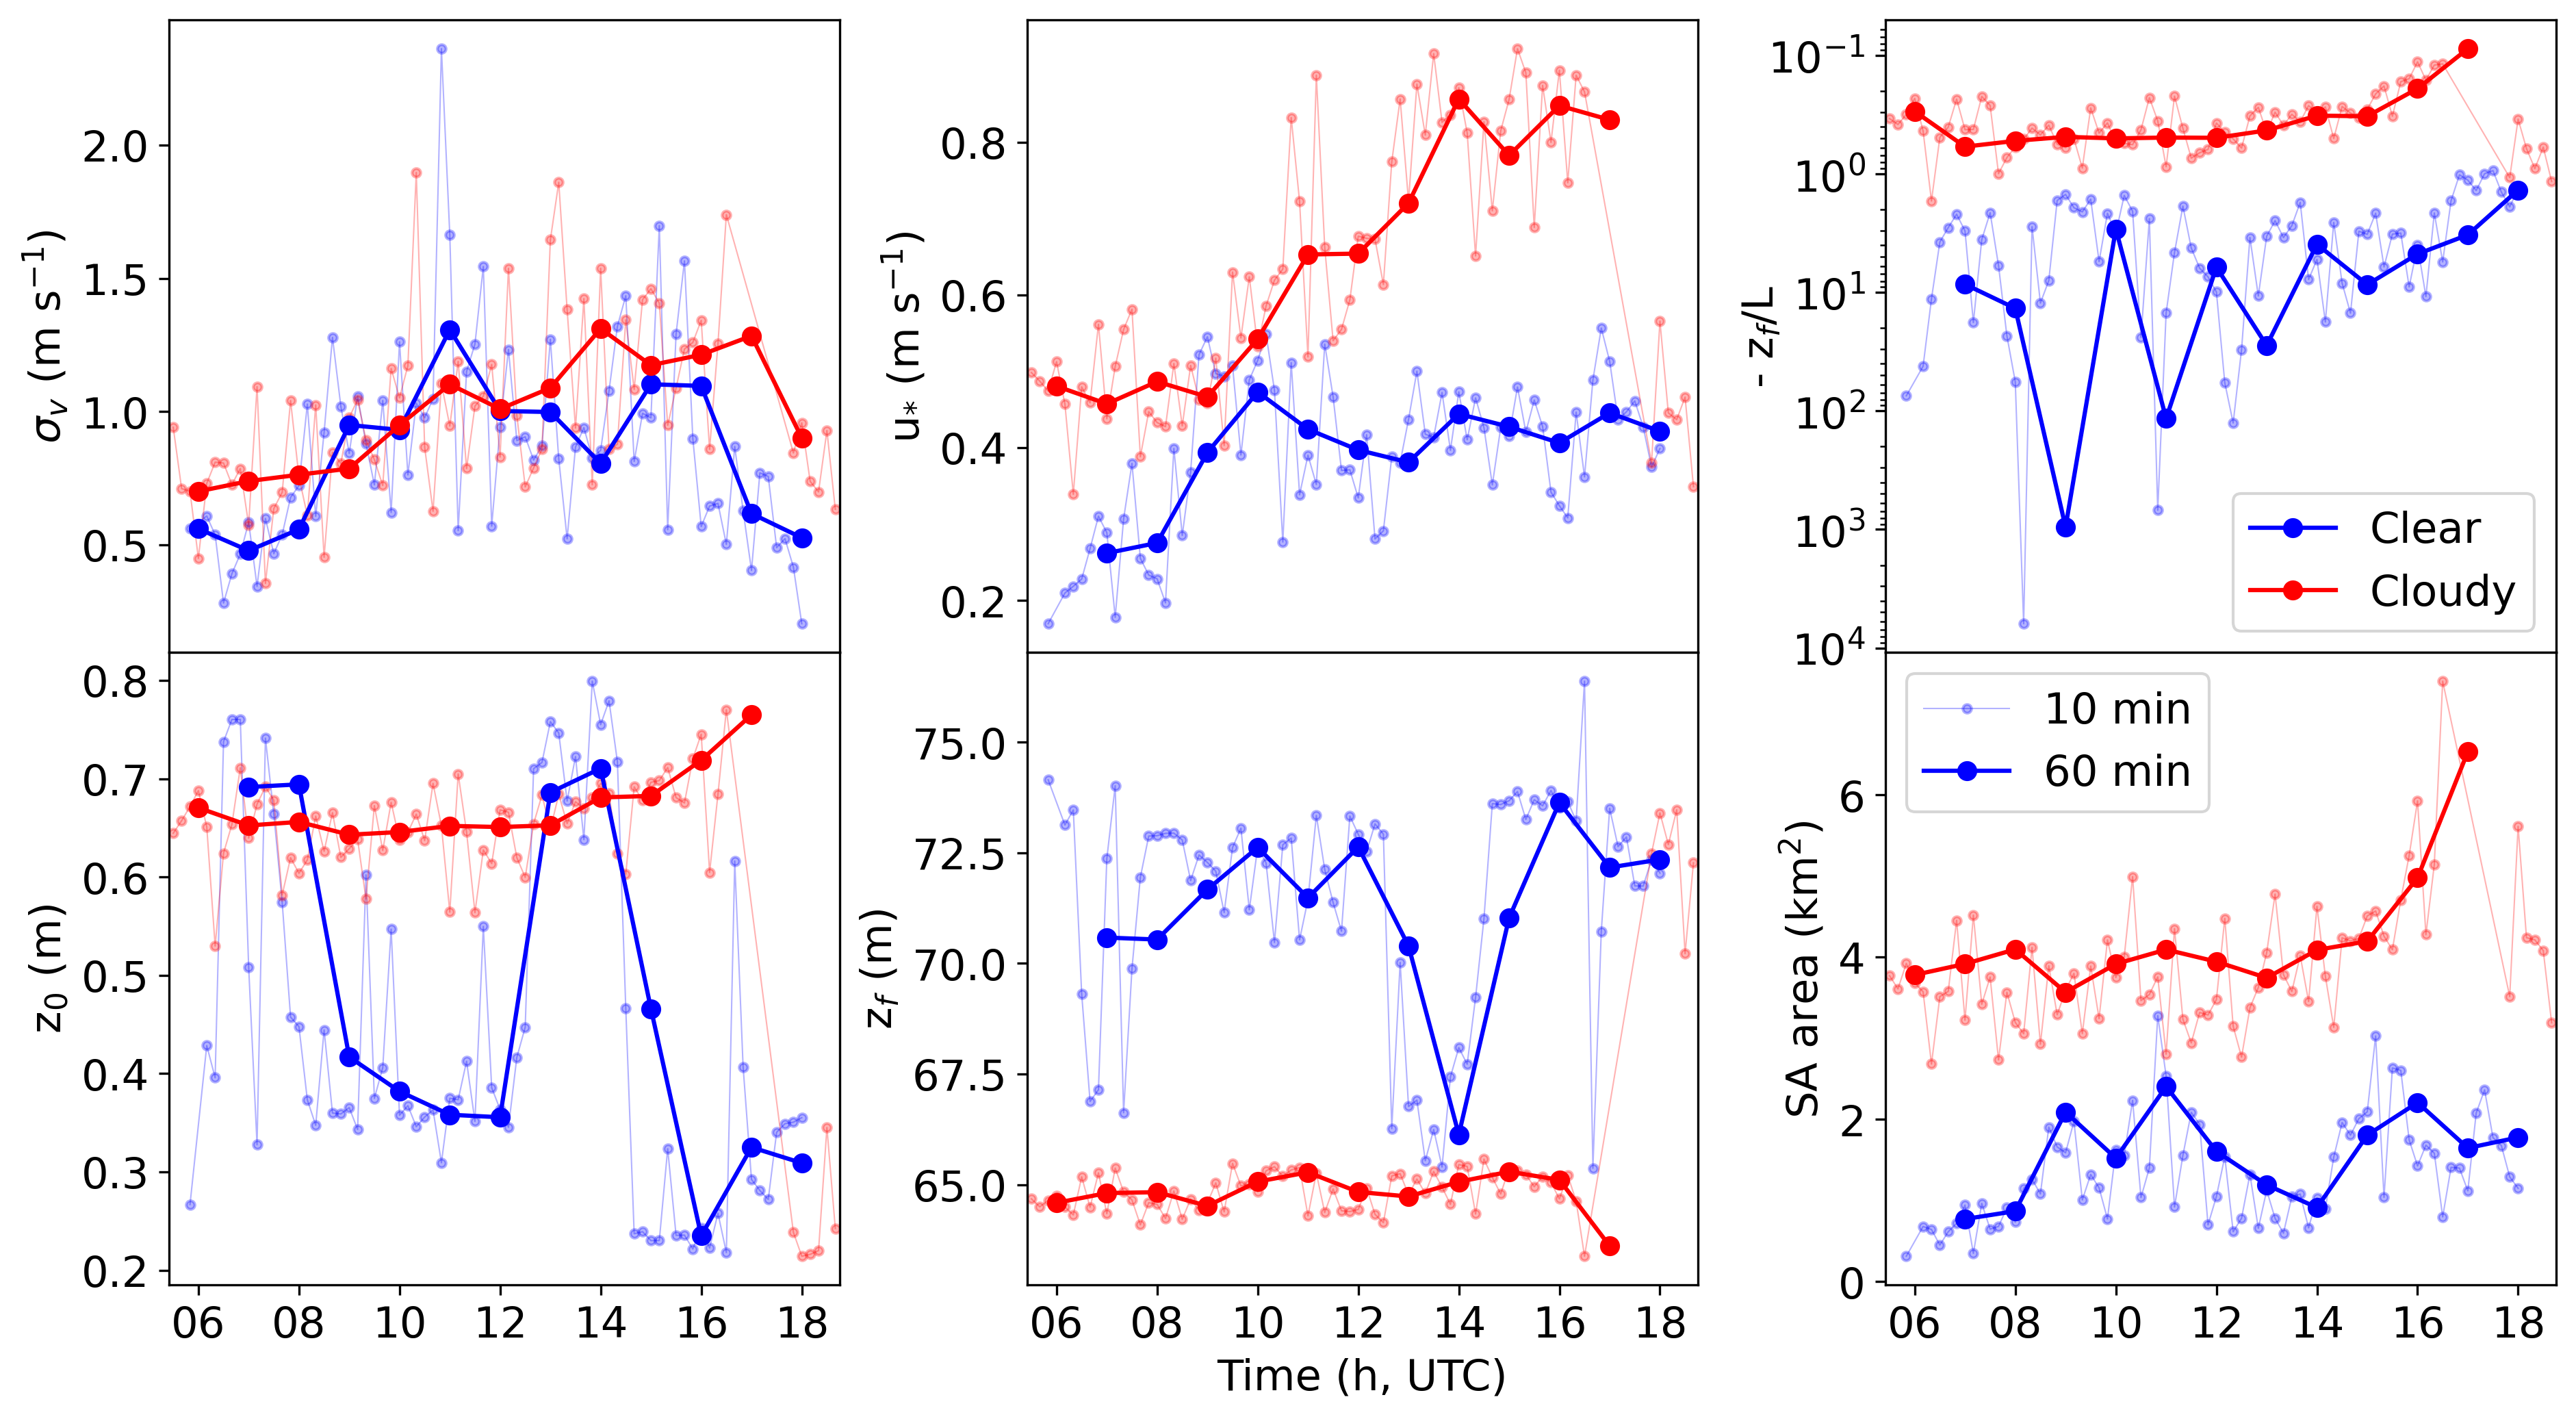 2.0
1.5
1.0
0.5
σᵥ (m s⁻¹)
0.8
0.6
0.4
0.2
u* (m s⁻¹)
10⁻¹
10⁰
10¹
10²
10³
10⁴
- z_f/L
Clear
Cloudy
0.8
0.7
0.6
0.5
0.4
0.3
0.2
z₀ (m)
06 08 10 12 14 16 18
75.0
72.5
70.0
67.5
65.0
z_f (m)
06 08 10 12 14 16 18
Time (h, UTC)
10 min
60 min
6
4
2
0
SA area (km²)
06 08 10 12 14 16 18